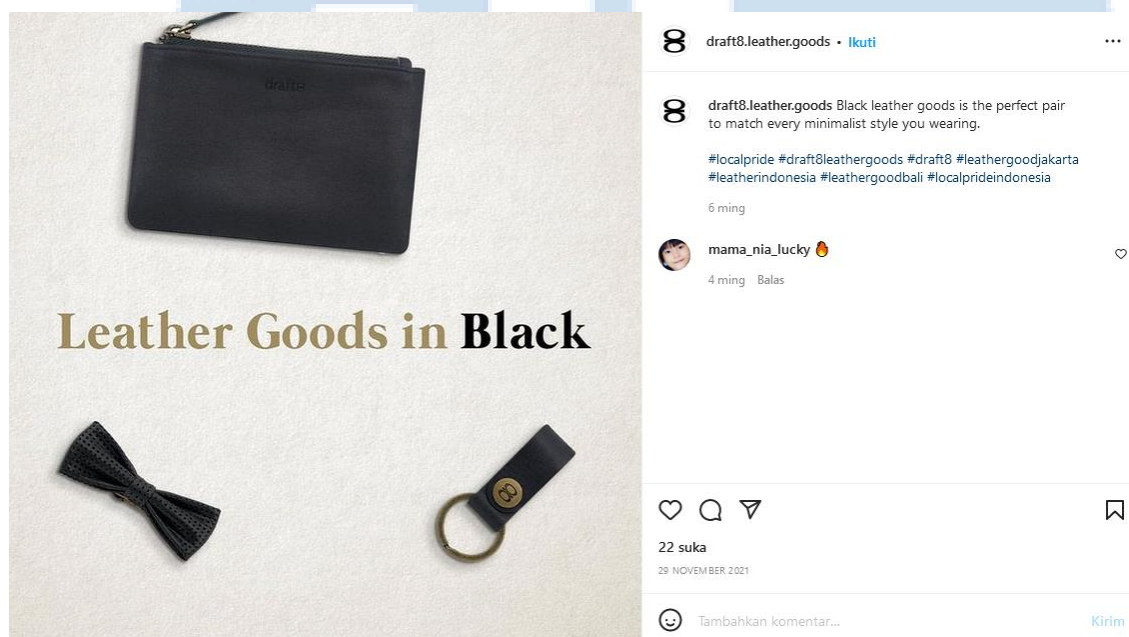 draft8
Leather Goods in Black
draft8.leather.goods • Ikuti
draft8.leather.goods Black leather goods is the perfect pair
to match every minimalist style you wearing.
#localpride #draft8leathergoods #draft8 #leathergoodjakarta
#leatherindonesia #leathergoodbali #localprideindonesia
6 ming
mama_nia_lucky 🔥
4 ming Balas
22 suka
29 NOVEMBER 2021
Tambahkan komentar...
Kirim